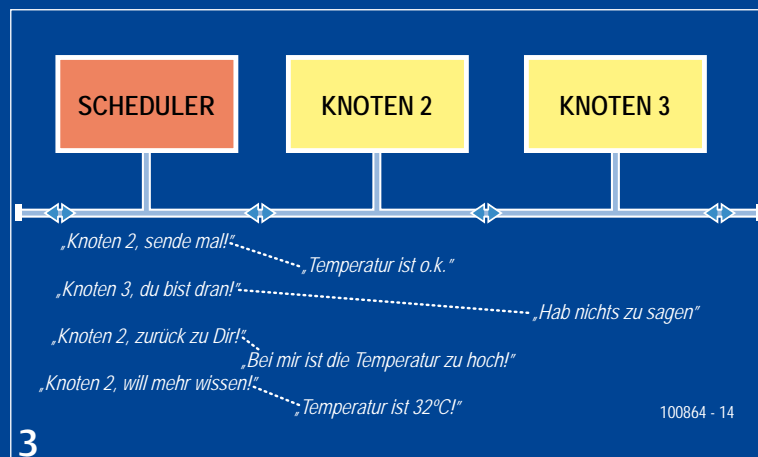 SCHEDULER
KNOTEN 2
KNOTEN 3
„Knoten 2, sende mal!”
„Temperatur ist o.k.”
„Knoten 3, du bist dran!”
„Hab nichts zu sagen”
„Knoten 2, zurück zu Dir!”
„Bei mir ist die Temperatur zu hoch!”
„Knoten 2, will mehr wissen!”
„Temperatur ist 32ºC!”
100864 - 14
3